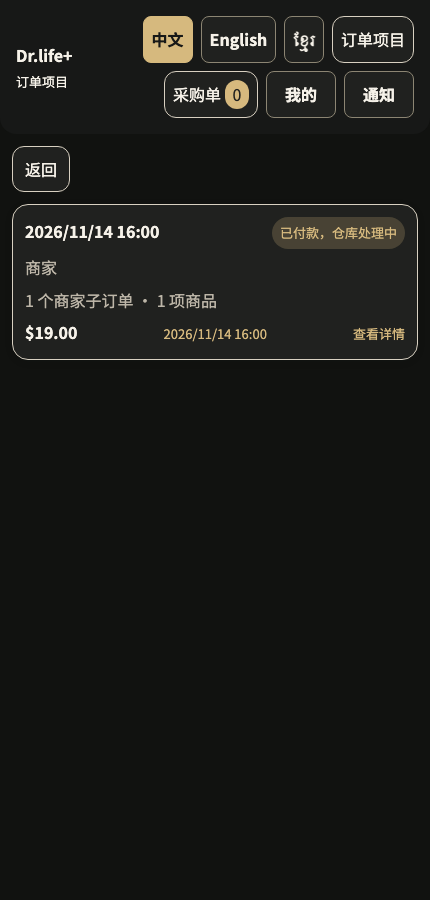 Dr.life+
订单项目
中文
English
ខ្មែរ
订单项目
采购单 0
我的
通知
返回
2026/11/14 16:00
已付款，仓库处理中
商家
1 个商家子订单 · 1 项商品
$19.00
2026/11/14 16:00
查看详情